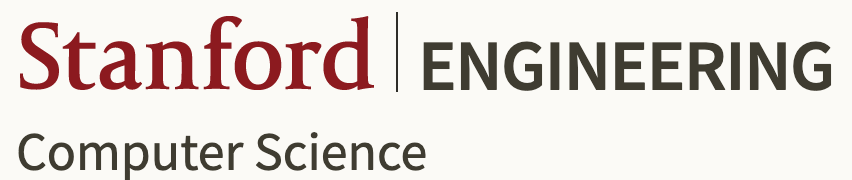 Stanford | ENGINEERING
Computer Science